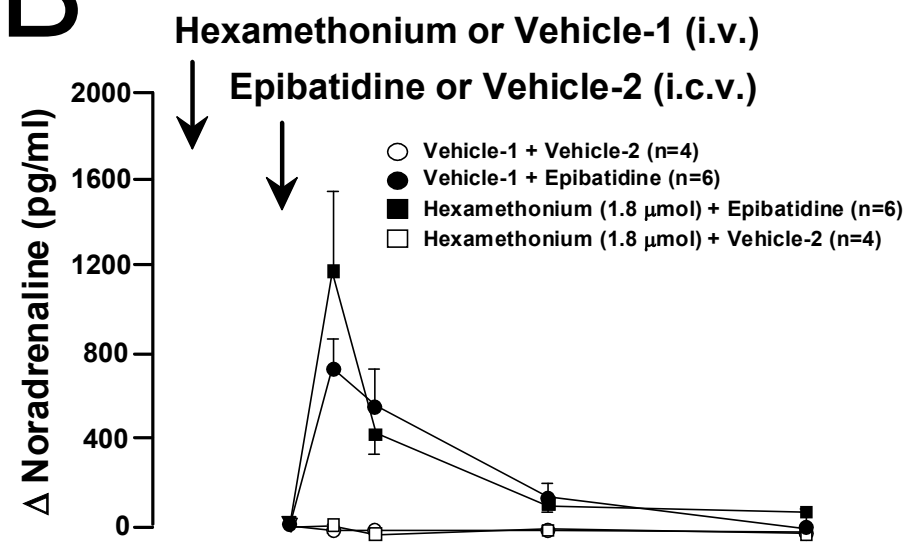 B
Hexamethonium or Vehicle-1 (i.v.)
Epibatidine or Vehicle-2 (i.c.v.)
Δ Noradrenaline (pg/ml)
2000
1600
1200
800
400
0
Vehicle-1 + Vehicle-2 (n=4)
Vehicle-1 + Epibatidine (n=6)
Hexamethonium (1.8 μmol) + Epibatidine (n=6)
Hexamethonium (1.8 μmol) + Vehicle-2 (n=4)